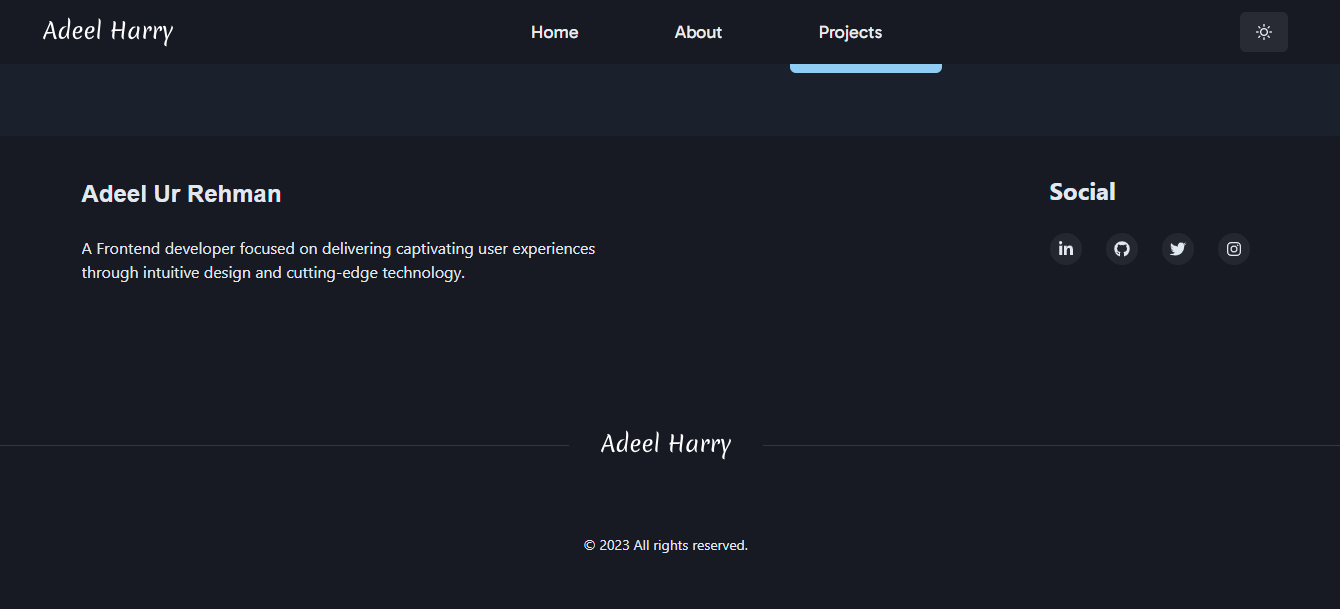 Adeel Harry
Home
About
Projects
Adeel Ur Rehman
Social
A Frontend developer focused on delivering captivating user experiences
through intuitive design and cutting-edge technology.
in
Adeel Harry
© 2023 All rights reserved.